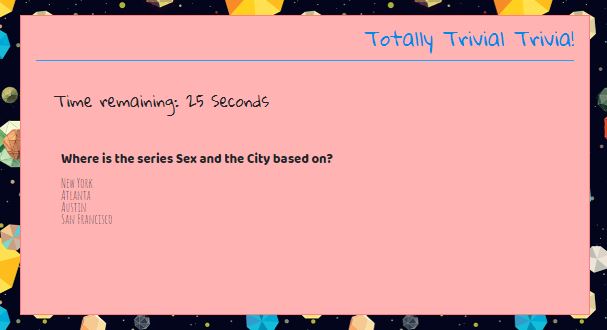 Totally Trivial Trivia!
Time remaining: 25 Seconds
Where is the series Sex and the City based on?
New York
Atlanta
Austin
San Francisco